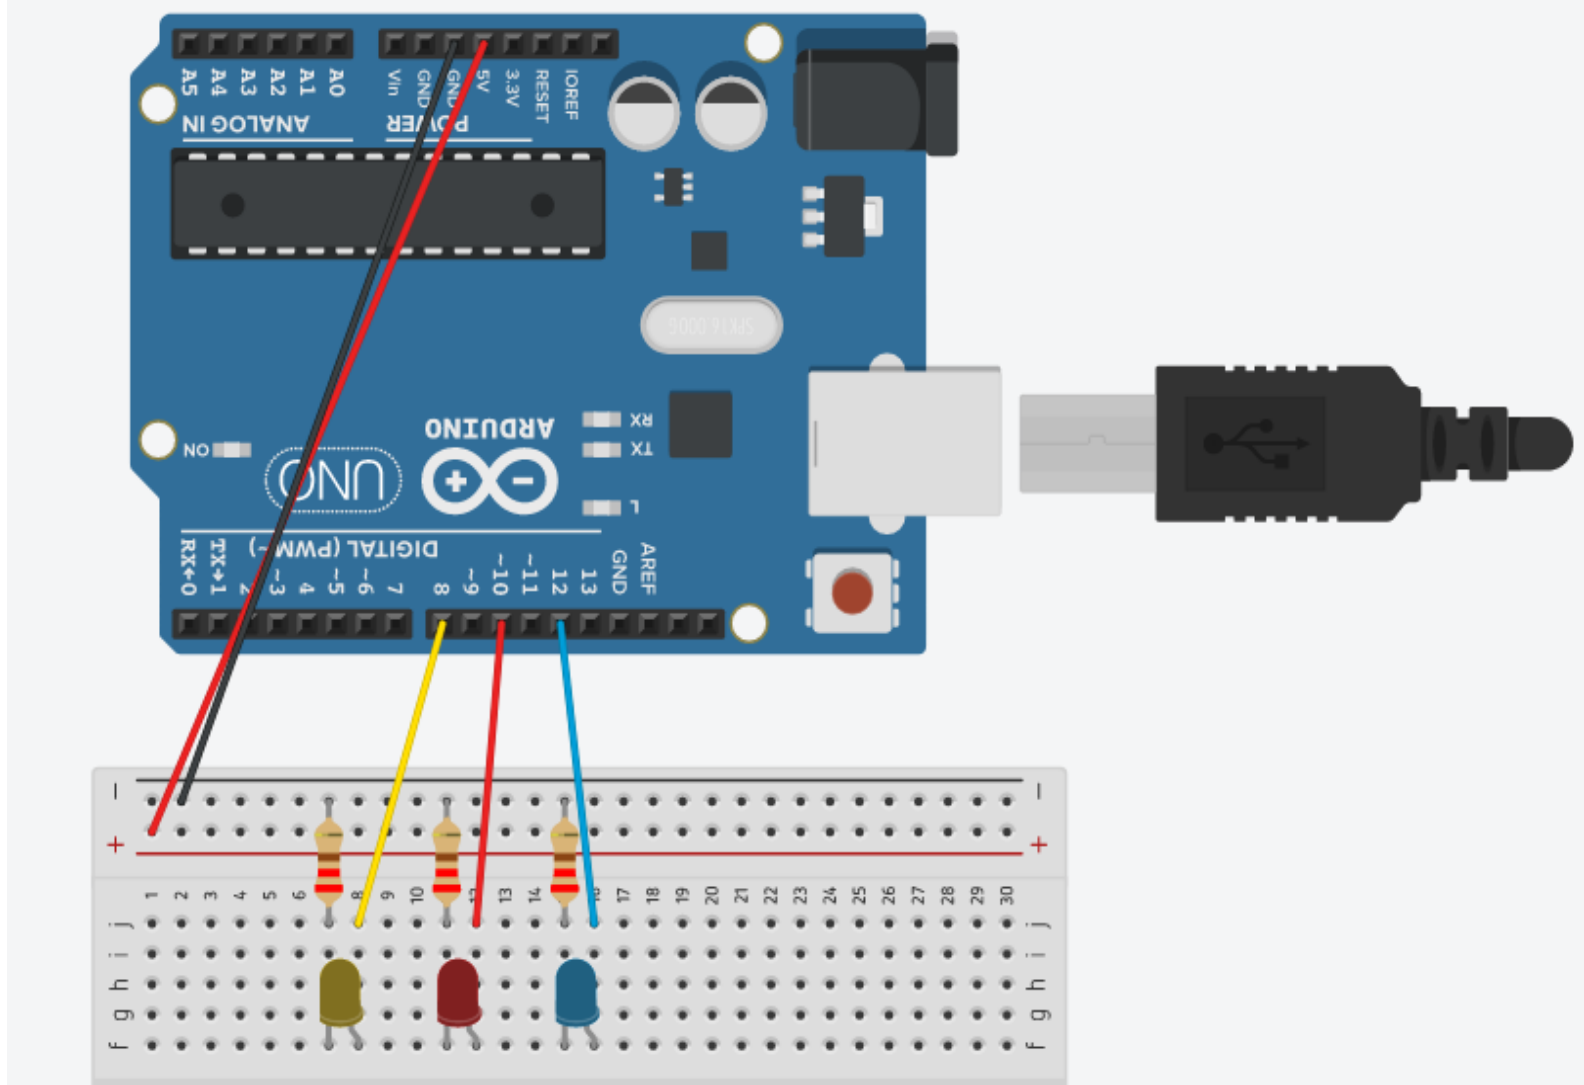 A5 A4 A3 A2 A1 A0
Vin GND GND 5V 3.3V RESET IOREF
ANALOG IN
POWER
SPK16.000G
RX
TX
ARDUINO
ON
UNO
L
DIGITAL (PWM ~)
RX←0 TX→1 2 ~3 4 ~5 ~6 7
8 ~9 ~10 ~11 12 13 GND AREF
− −
+ +
1 2 3 4 5 6 8 9 10 11 12 13 14 16 17 18 19 20 21 22 23 24 25 26 27 28 29 30
j j
i i
h h
g g
f f